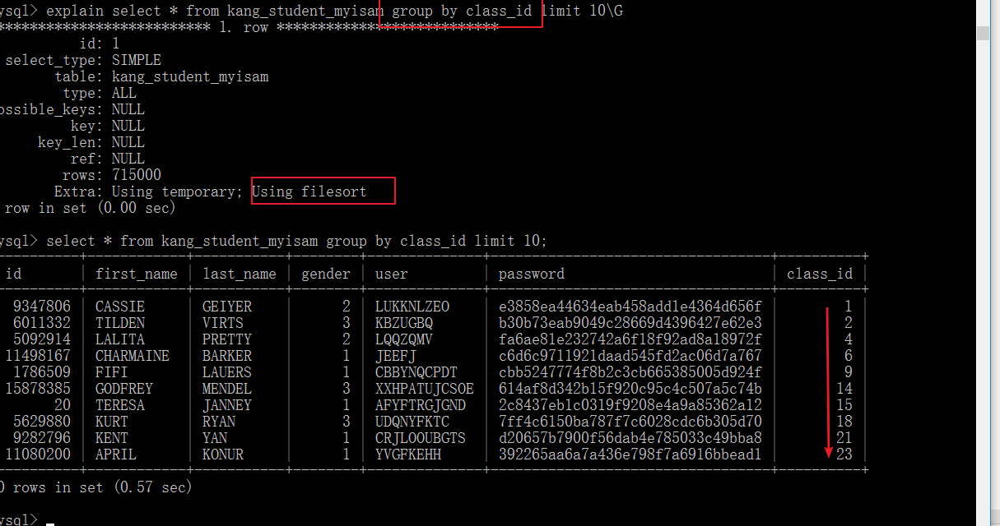 ysql> explain select * from kang_student_myisam group by class_id limit 10\G
*************************** 1. row ***************************
id: 1
select_type: SIMPLE
table: kang_student_myisam
type: ALL
ossible_keys: NULL
key: NULL
key_len: NULL
ref: NULL
rows: 715000
Extra: Using temporary; Using filesort
row in set (0.00 sec)
ysql> select * from kang_student_myisam group by class_id limit 10;
id | first_name | last_name | gender | user | password | class_id |
9347806 | CASSIE | GEIYER | 2 | LUKKNLZEO | e3858ea44634eab458add1e4364d656f | 1 |
6011332 | TILDEN | VIRTS | 3 | KBZUGBQ | b30b73eab9049c28669d4396427e62e3 | 2 |
5092914 | LALITA | PRETTY | 2 | LQQZQMV | fa6ae81e232742a6f18f92ad8a18972f | 4 |
11498167 | CHARMAINE | BARKER | 1 | JEEFJ | c6d6c9711921daad545fd2ac06d7a767 | 6 |
1786509 | FIFI | LAUERS | 1 | CBBYNQCPDT | cbb5247774f8b2c3cb665385005d924f | 9 |
15878385 | GODFREY | MENDEL | 3 | XXHPATUJCSOE | 614af8d342b15f920c95c4c507a5c74b | 14 |
20 | TERESA | JANNEY | 1 | AFYFTRGJGND | 2c8437eb1c0319f9208e4a9a85362a12 | 15 |
5629880 | KURT | RYAN | 3 | UDQNYFKTC | 7ff4c6150ba787f7c6028cdc6b305d70 | 18 |
9282796 | KENT | YAN | 1 | CRJLOOUBGTS | d20657b7900f56dab4e785033c49bba8 | 21 |
11080200 | APRIL | KONUR | 1 | YVGFKEHH | 392265aa6a7a436e798f7a6916bbead1 | 23 |
0 rows in set (0.57 sec)
ysql>